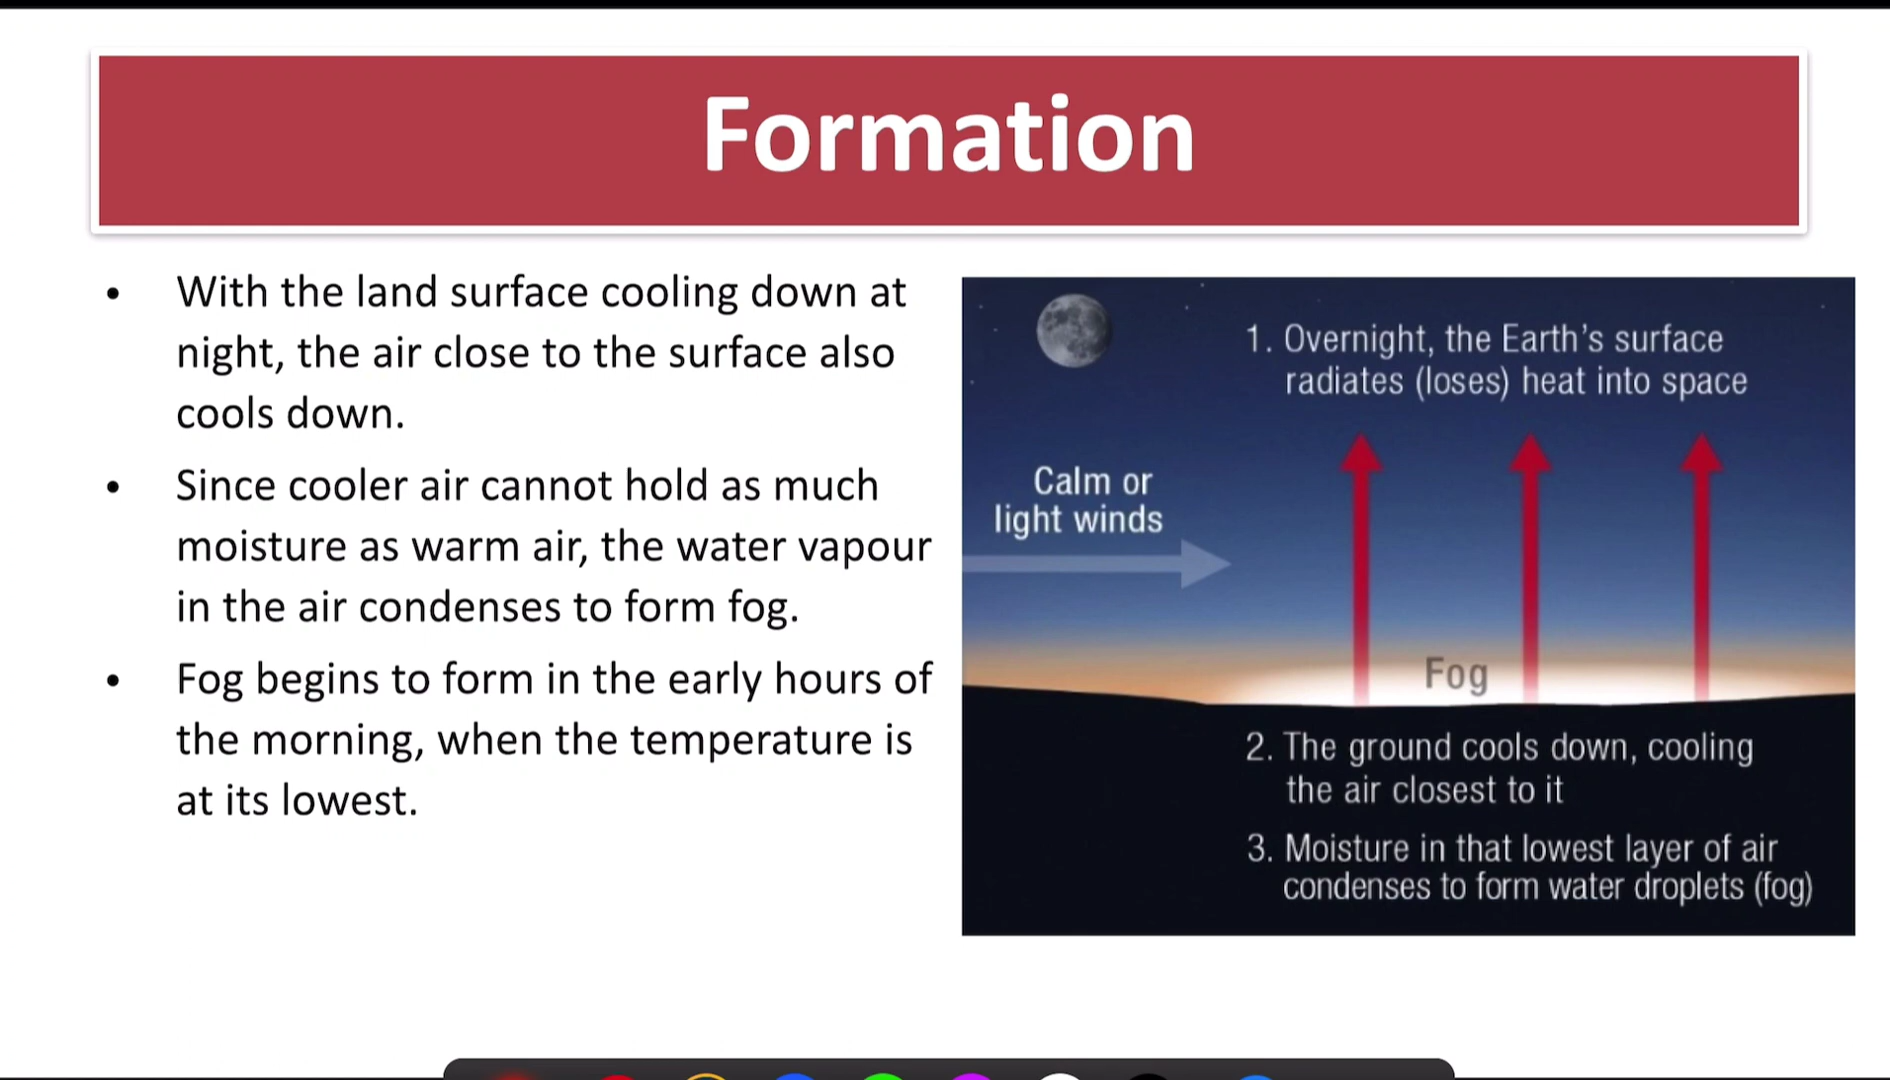 Formation
• With the land surface cooling down at
night, the air close to the surface also
cools down.
• Since cooler air cannot hold as much
moisture as warm air, the water vapour
in the air condenses to form fog.
• Fog begins to form in the early hours of
the morning, when the temperature is
at its lowest.
1. Overnight, the Earth's surface
radiates (loses) heat into space
Calm or
light winds
Fog
2. The ground cools down, cooling
the air closest to it
3. Moisture in that lowest layer of air
condenses to form water droplets (fog)